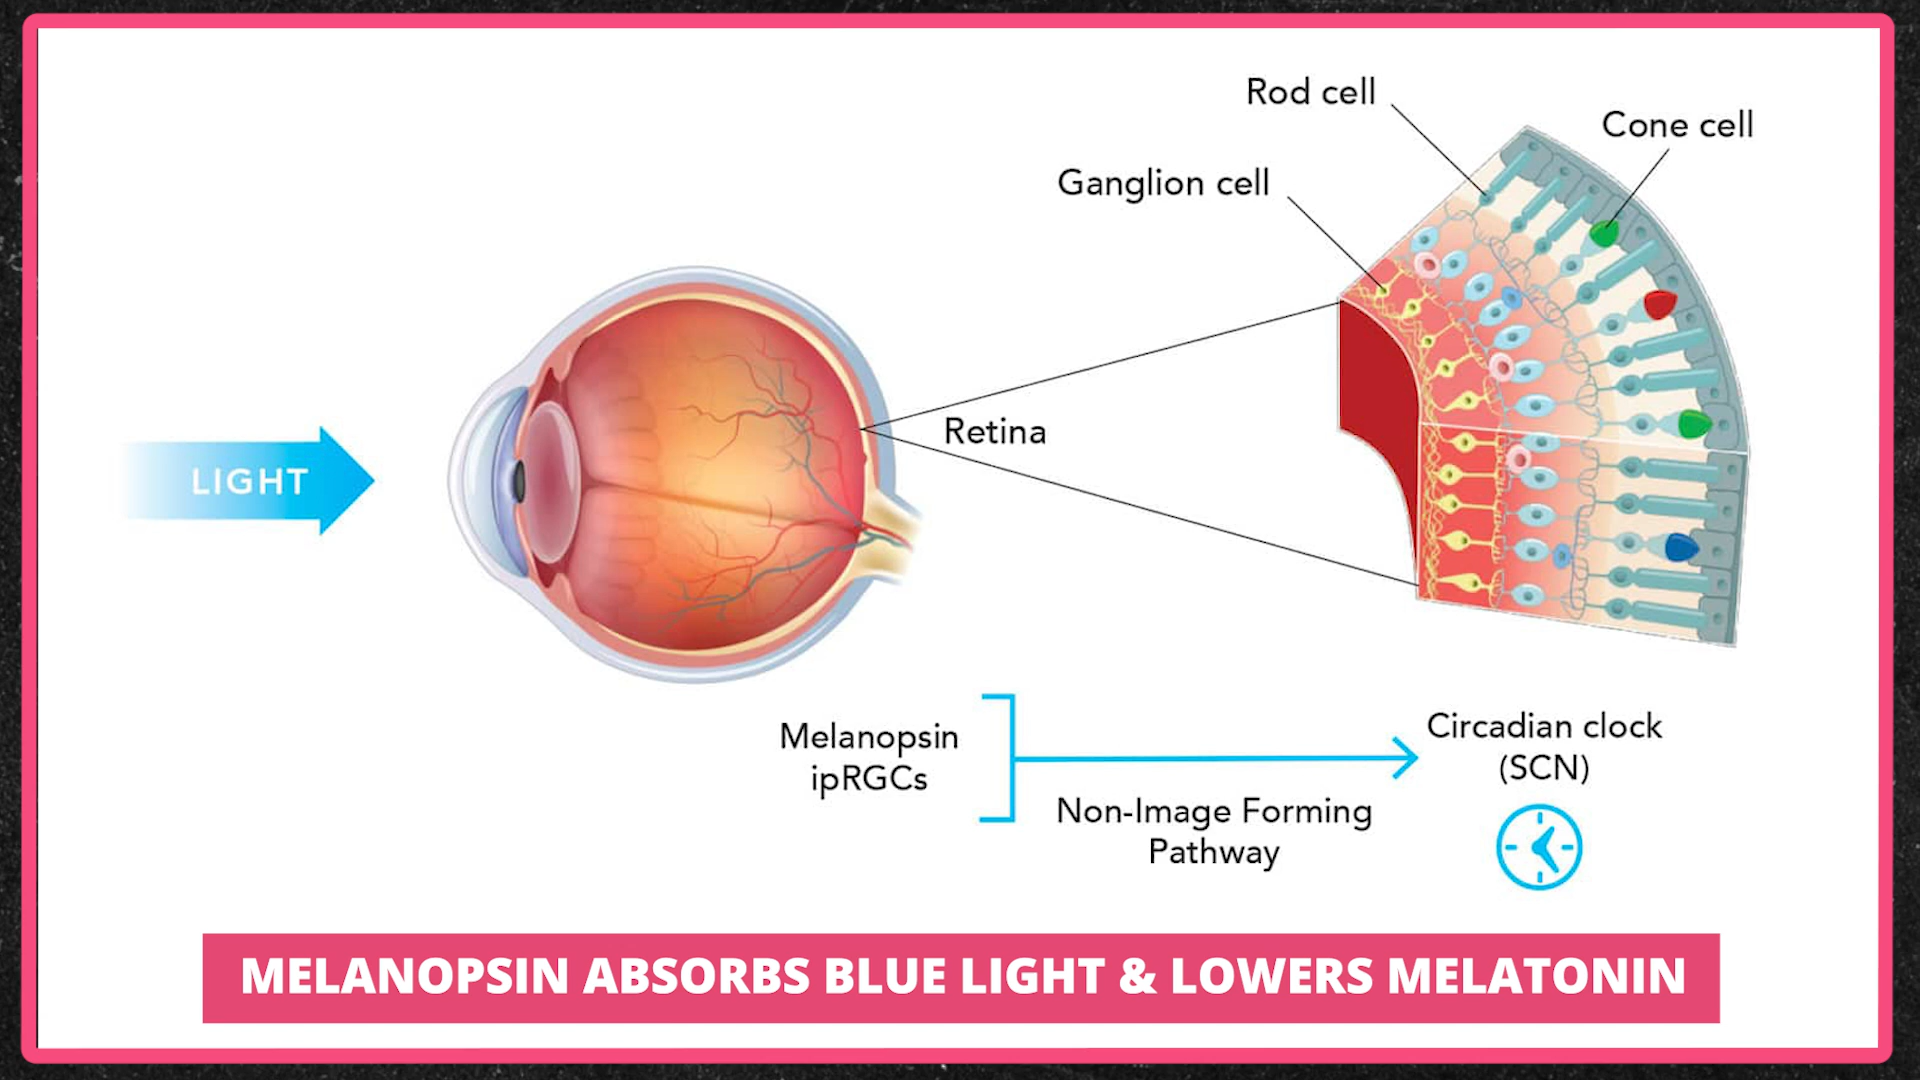 Rod cell
Cone cell
Ganglion cell
Retina
LIGHT
Melanopsin
ipRGCs
Non-Image Forming
Pathway
Circadian clock
(SCN)
MELANOPSIN ABSORBS BLUE LIGHT & LOWERS MELATONIN